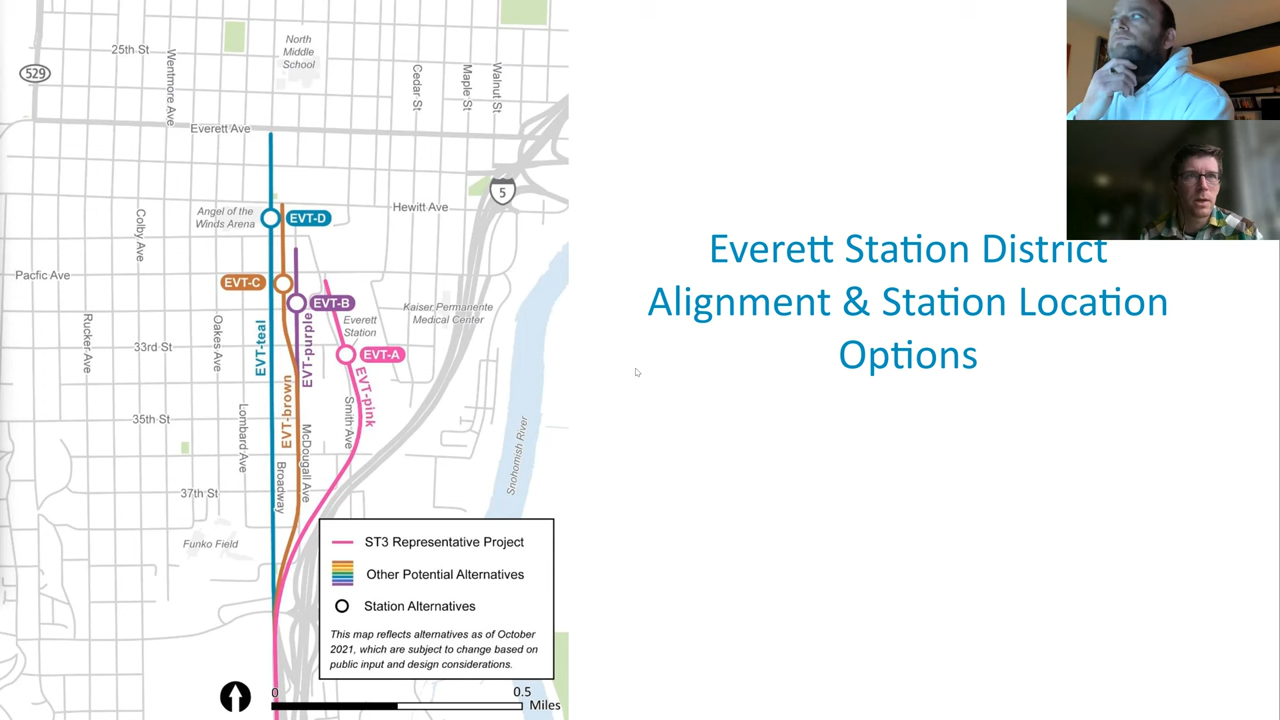 25th St
North
Middle
School
529
Wentmore Ave
Cedar St
Maple St
Walnut St
Everett Ave
5
Angel of the
Winds Arena
EVT-D
Hewitt Ave
Colby Ave
Pacfic Ave
EVT-C
EVT-B
Kaiser Permanente
Medical Center
Everett
Station
Rucker Ave
Oakes Ave
33rd St
EVT-teal
EVT-purple
EVT-A
EVT-brown
EVT-pink
Smith Ave
35th St
Lombard Ave
McDougall Ave
Broadway
Snohomish River
37th St
Funko Field
ST3 Representative Project
Other Potential Alternatives
Station Alternatives
This map reflects alternatives as of October
2021, which are subject to change based on
public input and design considerations.
0
0.5
Miles
Everett Station District
Alignment & Station Location
Options